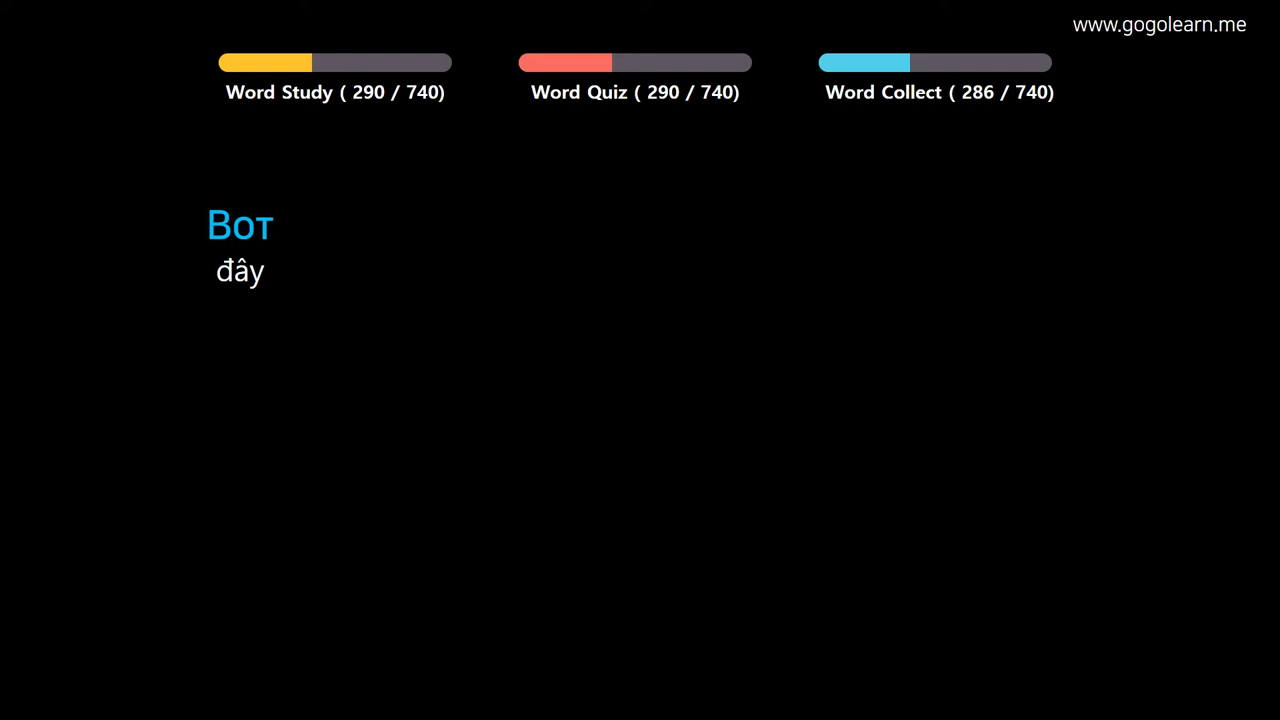 www.gogolearn.me
Word Study ( 290 / 740)
Word Quiz ( 290 / 740)
Word Collect ( 286 / 740)
Вот
đây